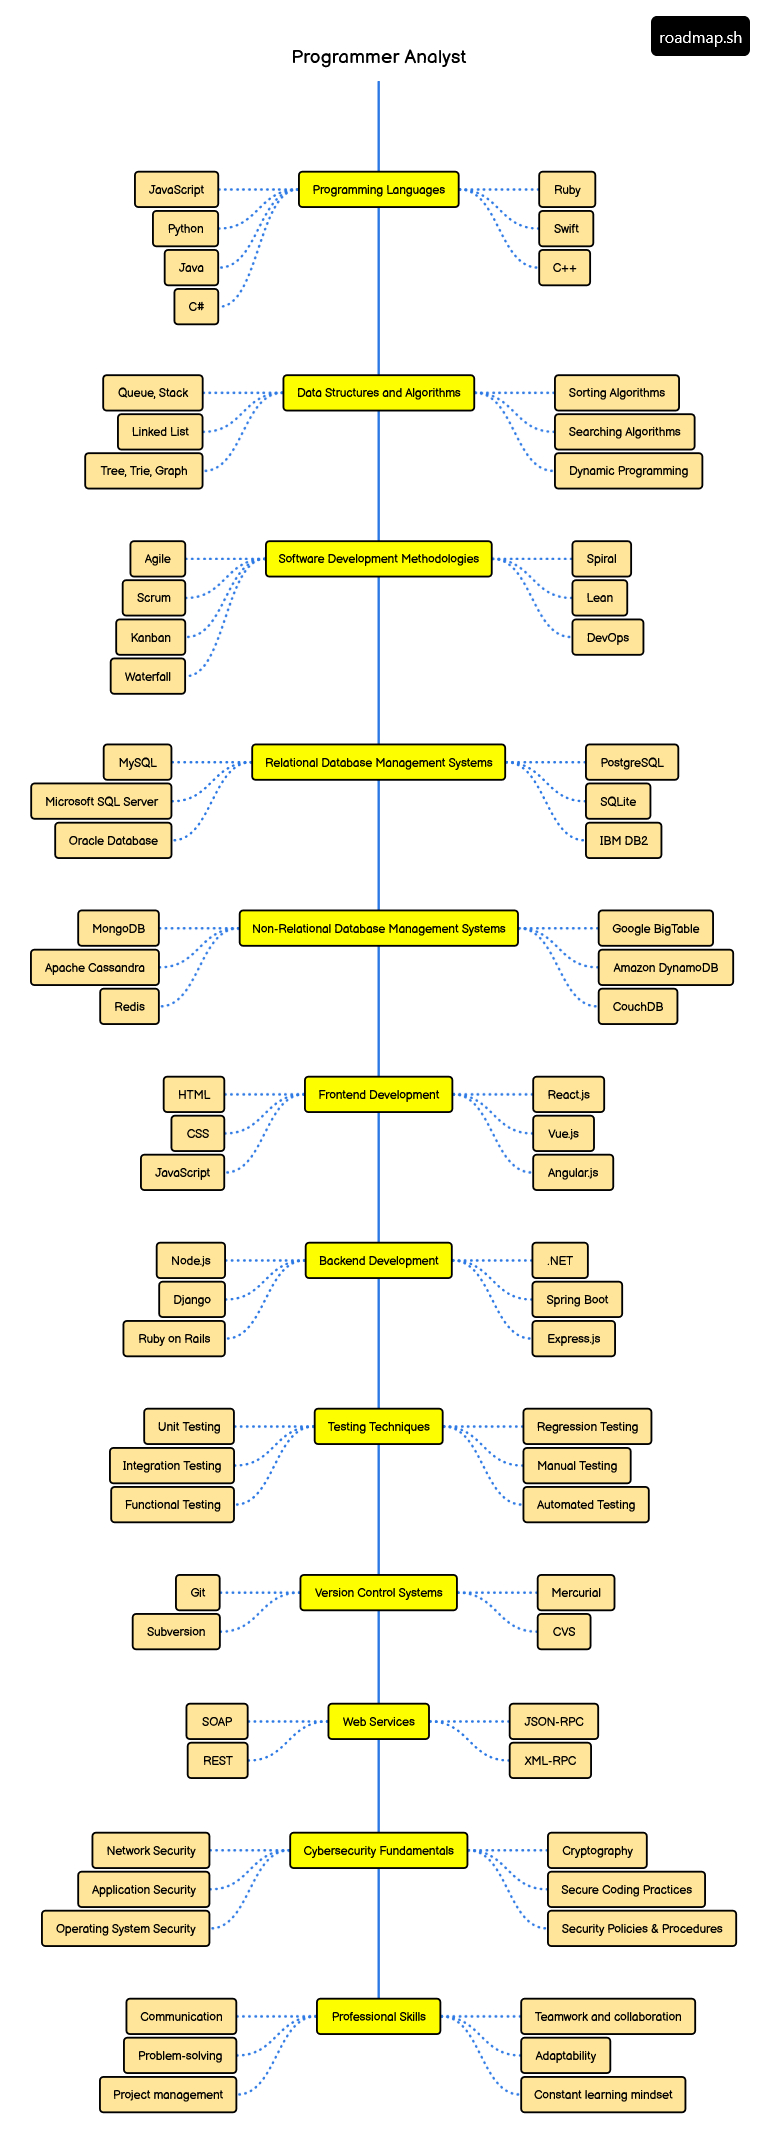 roadmap.sh
Programmer Analyst
JavaScript
Python
Java
C#
Programming Languages
Ruby
Swift
C++
Queue, Stack
Linked List
Tree, Trie, Graph
Data Structures and Algorithms
Sorting Algorithms
Searching Algorithms
Dynamic Programming
Agile
Scrum
Kanban
Waterfall
Software Development Methodologies
Spiral
Lean
DevOps
MySQL
Microsoft SQL Server
Oracle Database
Relational Database Management Systems
PostgreSQL
SQLite
IBM DB2
MongoDB
Apache Cassandra
Redis
Non-Relational Database Management Systems
Google BigTable
Amazon DynamoDB
CouchDB
HTML
CSS
JavaScript
Frontend Development
React.js
Vue.js
Angular.js
Node.js
Django
Ruby on Rails
Backend Development
.NET
Spring Boot
Express.js
Unit Testing
Integration Testing
Functional Testing
Testing Techniques
Regression Testing
Manual Testing
Automated Testing
Git
Subversion
Version Control Systems
Mercurial
CVS
SOAP
REST
Web Services
JSON-RPC
XML-RPC
Network Security
Application Security
Operating System Security
Cybersecurity Fundamentals
Cryptography
Secure Coding Practices
Security Policies & Procedures
Communication
Problem-solving
Project management
Professional Skills
Teamwork and collaboration
Adaptability
Constant learning mindset